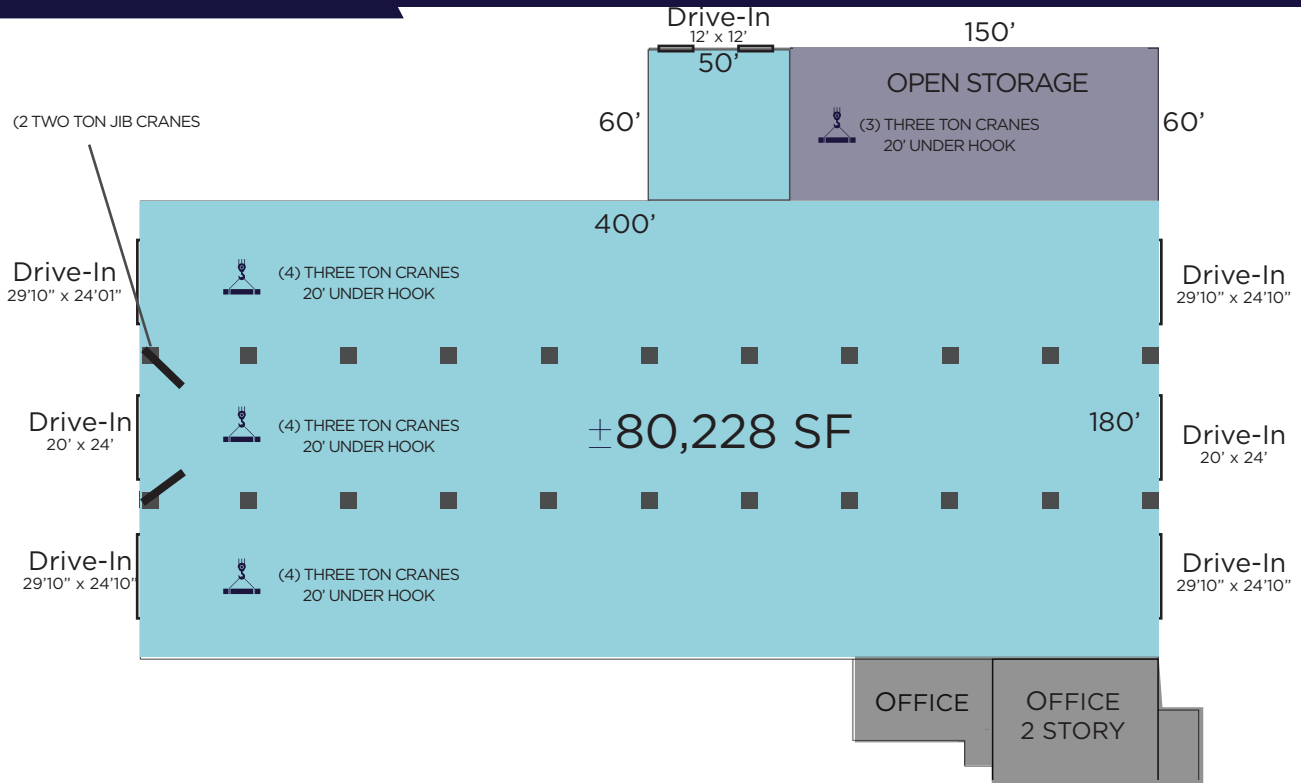 Drive-In
12' x 12'
50'
150'
OPEN STORAGE
(3) THREE TON CRANES
20' UNDER HOOK
60'
60'
(2 TWO TON JIB CRANES
400'
Drive-In
29'10" x 24'01"
(4) THREE TON CRANES
20' UNDER HOOK
Drive-In
29'10" x 24'10"
Drive-In
20' x 24'
(4) THREE TON CRANES
20' UNDER HOOK
±80,228 SF
180'
Drive-In
20' x 24'
Drive-In
29'10" x 24'10"
(4) THREE TON CRANES
20' UNDER HOOK
Drive-In
29'10" x 24'10"
OFFICE
OFFICE
2 STORY